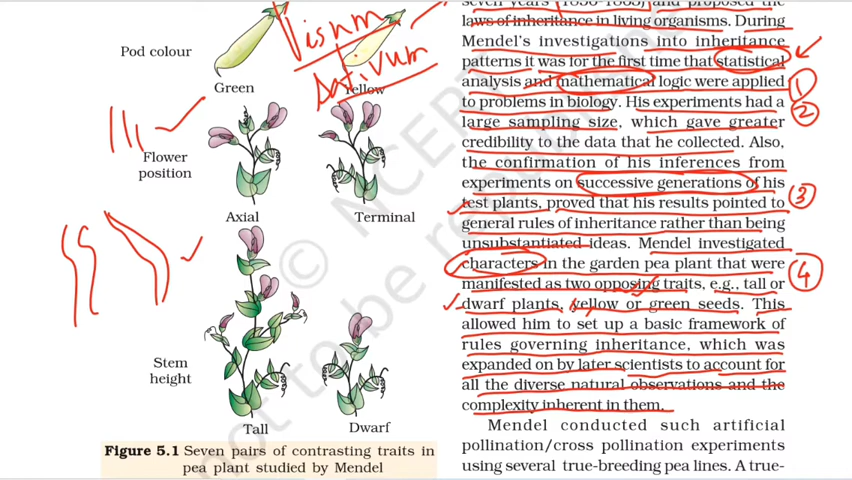 Pod colour
Green
Yellow
Pisum
sativum
Flower
position
Axial
Terminal
Stem
height
Tall
Dwarf
Figure 5.1 Seven pairs of contrasting traits in
pea plant studied by Mendel
seven years (1856-1863) and proposed the
laws of inheritance in living organisms. During
Mendel's investigations into inheritance
patterns it was for the first time that statistical
analysis and mathematical logic were applied
to problems in biology. His experiments had a
large sampling size, which gave greater
credibility to the data that he collected. Also,
the confirmation of his inferences from
experiments on successive generations of his
test plants, proved that his results pointed to
general rules of inheritance rather than being
unsubstantiated ideas. Mendel investigated
characters in the garden pea plant that were
manifested as two opposing traits, e.g., tall or
dwarf plants, yellow or green seeds. This
allowed him to set up a basic framework of
rules governing inheritance, which was
expanded on by later scientists to account for
all the diverse natural observations and the
complexity inherent in them.
Mendel conducted such artificial
pollination/cross pollination experiments
using several true-breeding pea lines. A true-
1
2
3
4
© NCERT
not to be republished